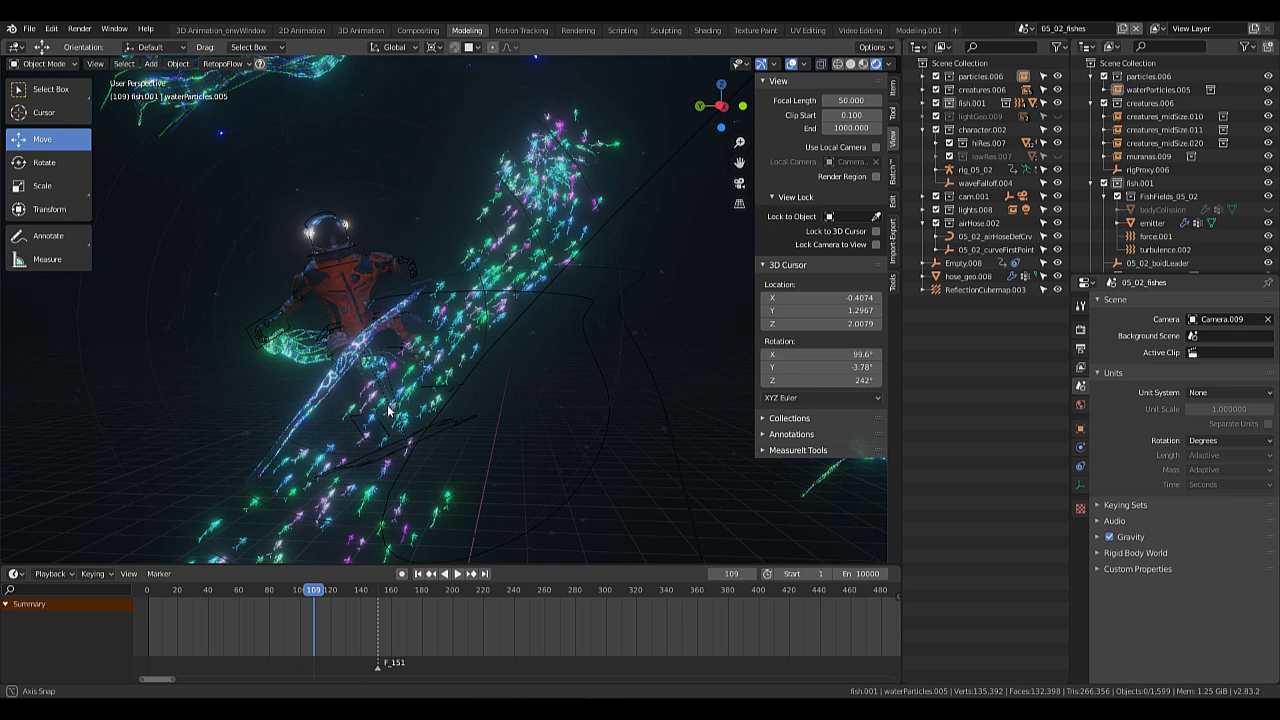 File Edit Render Window Help 3D Animation_onwWindow 2D Animation 3D Animation Compositing Modeling Motion Tracking Rendering Scripting Sculpting Shading Texture Paint UV Editing Video Editing Modeling.001 + 05_02_fishes View Layer
Orientation: Default Drag: Select Box Global Options
Object Mode View Select Add Object RetopoFlow
User Perspective
(109) fish.001 | waterParticles.005
Select Box
Cursor
Move
Rotate
Scale
Transform
Annotate
Measure
View
Focal Length 50.000
Clip Start 0.100
End 1000.000
Use Local Camera
Local Camera Camera..
Render Region
View Lock
Lock to Object
Lock to 3D Cursor
Lock Camera to View
3D Cursor
Location:
X -0.4074
Y 1.2967
Z 2.0079
Rotation:
X 99.6°
Y -3.78°
Z 242°
XYZ Euler
Collections
Annotations
MeasureIt Tools
Item
Tool
View
Batch™
Edit
Import-Export
Tools
Scene Collection
particles.006
creatures.006
fish.001
lightGeo.009
character.002
hiRes.007
lowRes.007
rig_05_02
waveFalloff.004
cam.001
lights.008
airHose.002
05_02_airHoseDefCrv
05_02_curveFirstPoint
Empty.008
hose_geo.008
ReflectionCubemap.003
Scene Collection
particles.006
waterParticles.005
creatures.006
creatures_midSize.010
creatures_midSize.011
creatures_midSize.020
muranas.009
rigProxy.006
fish.001
FishFields_05_02
bodyCollission
emitter
force.001
turbulence.002
05_02_boidLeader
05_02_fishes
Scene
Camera Camera.009
Background Scene
Active Clip
Units
Unit System None
Unit Scale 1.000000
Separate Units
Rotation Degrees
Length Adaptive
Mass Adaptive
Time Seconds
Keying Sets
Audio
Gravity
Rigid Body World
Custom Properties
Playback Keying View Marker 109 Start 1 En 10000
0 20 40 60 80 10 109 120 140 160 180 200 220 240 260 280 300 320 340 360 380 400 420 440 460 480
Summary
F_151
Axis Snap
fish.001 | waterParticles.005 | Verts:135,392 | Faces:132,398 | Tris:266,356 | Objects:0/1,599 | Mem: 1.25 GiB | v2.83.2